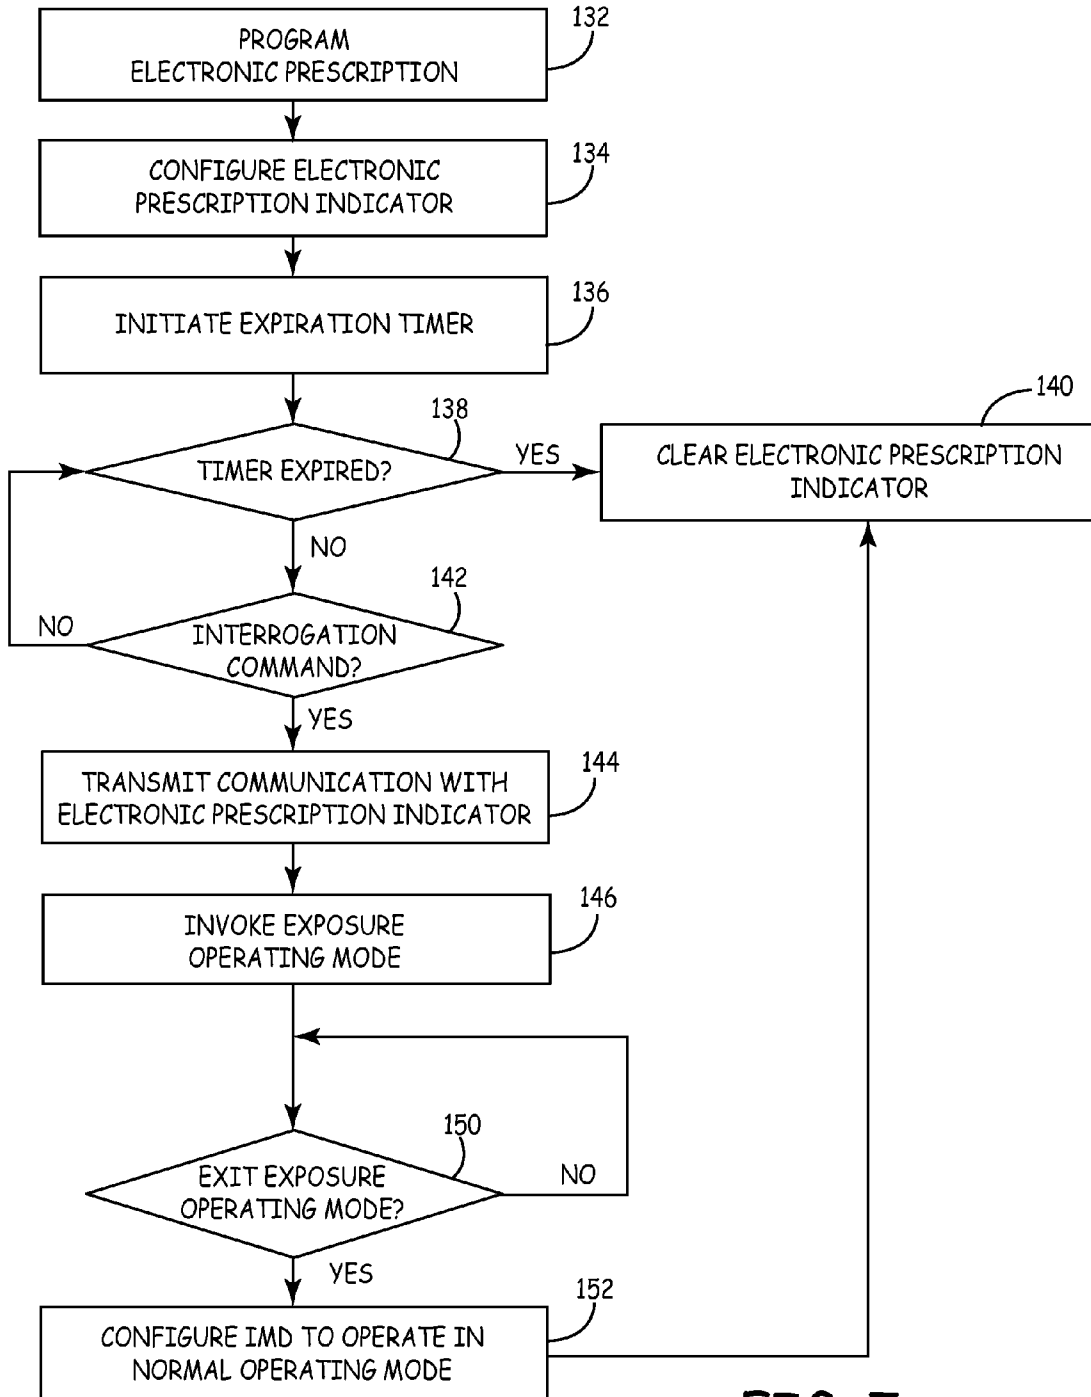 132
PROGRAM
ELECTRONIC PRESCRIPTION
134
CONFIGURE ELECTRONIC
PRESCRIPTION INDICATOR
136
INITIATE EXPIRATION TIMER
138
TIMER EXPIRED?
YES
140
CLEAR ELECTRONIC PRESCRIPTION
INDICATOR
NO
142
INTERROGATION
COMMAND?
NO
YES
144
TRANSMIT COMMUNICATION WITH
ELECTRONIC PRESCRIPTION INDICATOR
146
INVOKE EXPOSURE
OPERATING MODE
150
EXIT EXPOSURE
OPERATING MODE?
NO
YES
152
CONFIGURE IMD TO OPERATE IN
NORMAL OPERATING MODE